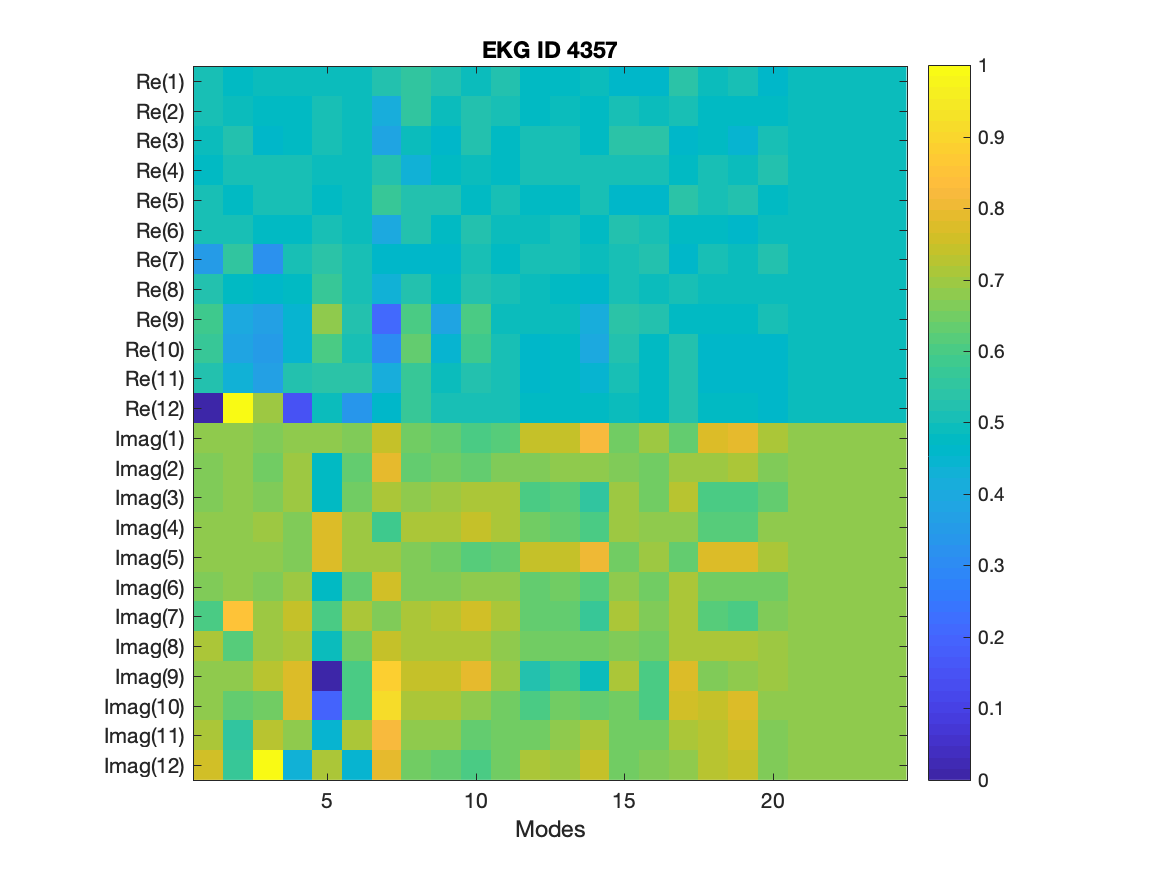 EKG ID 4357
Re(1)
Re(2)
Re(3)
Re(4)
Re(5)
Re(6)
Re(7)
Re(8)
Re(9)
Re(10)
Re(11)
Re(12)
Imag(1)
Imag(2)
Imag(3)
Imag(4)
Imag(5)
Imag(6)
Imag(7)
Imag(8)
Imag(9)
Imag(10)
Imag(11)
Imag(12)
5 10 15 20
Modes
1
0.9
0.8
0.7
0.6
0.5
0.4
0.3
0.2
0.1
0